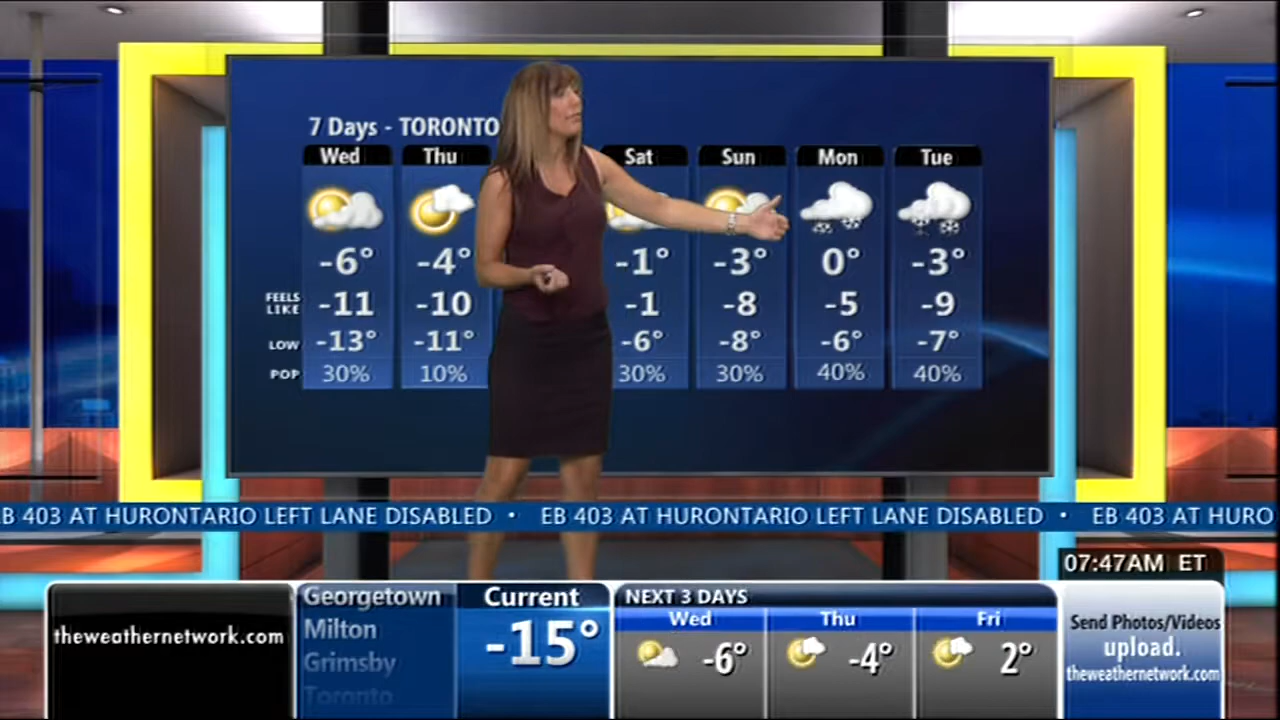 7 Days - TORONTO
Wed Thu Sat Sun Mon Tue
-6° -4° -1° -3° 0° -3°
FEELS LIKE -11 -10 -1 -8 -5 -9
LOW -13° -11° -6° -8° -6° -7°
POP 30% 10% 30% 30% 40% 40%
EB 403 AT HURONTARIO LEFT LANE DISABLED • EB 403 AT HURONTARIO LEFT LANE DISABLED • EB 403 AT HURO
07:47AM ET
theweathernetwork.com
Georgetown
Milton
Grimsby
Toronto
Current
-15°
NEXT 3 DAYS
Wed Thu Fri
-6° -4° 2°
Send Photos/Videos
upload.
theweathernetwork.com